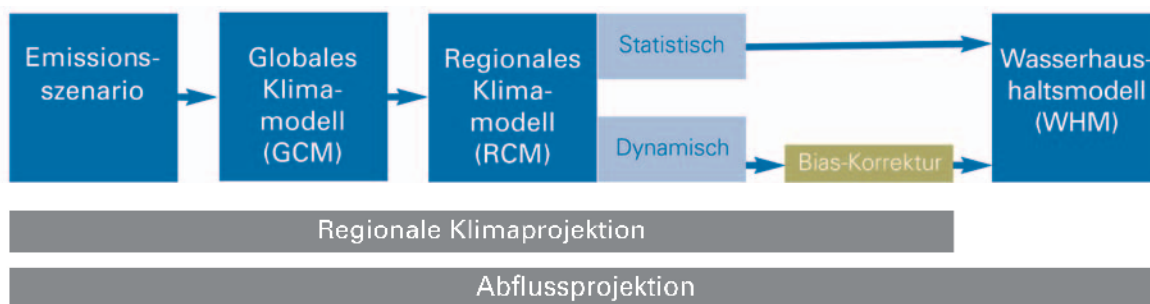 Emissions-
szenario
Globales
Klima-
modell
(GCM)
Regionales
Klima-
modell
(RCM)
Statistisch
Dynamisch
Bias-Korrektur
Wasserhaus-
haltsmodell
(WHM)
Regionale Klimaprojektion
Abflussprojektion